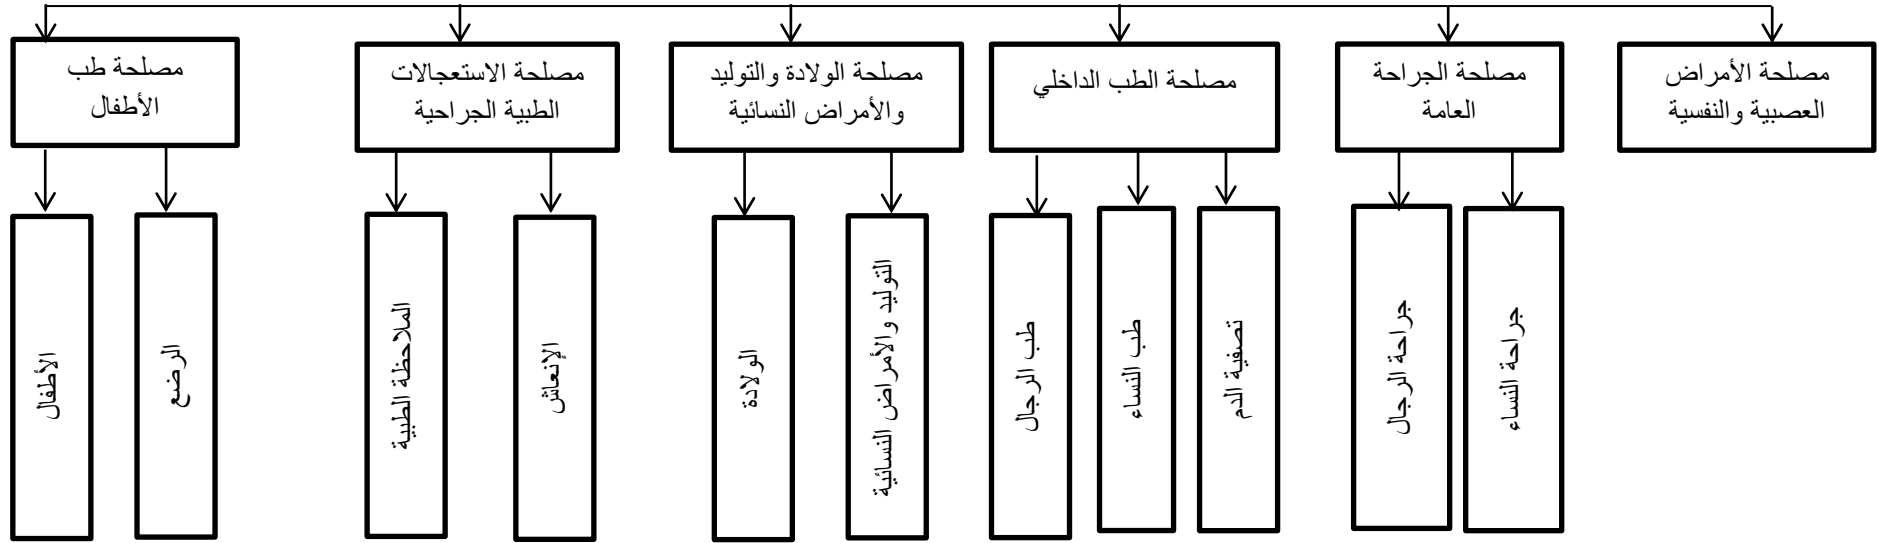 مصلحة الأمراض
العصبية والنفسية
مصلحة الجراحة
العامة
مصلحة الطب الداخلي
مصلحة الولادة والتوليد
والأمراض النسائية
مصلحة الاستعجالات
الطبية الجراحية
مصلحة طب
الأطفال
جراحة النساء
جراحة الرجال
تصفية الدم
طب النساء
طب الرجال
التوليد والأمراض النسائية
الولادة
الإنعاش
الملاحظة الطبية
الرضع
الأطفال